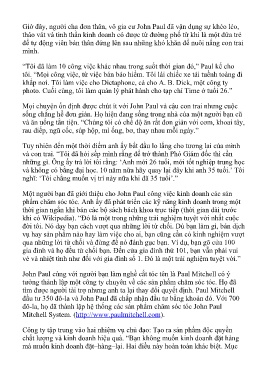 Giờ đây, người cha đơn thân, vô gia cư John Paul đã vận dụng sự khéo léo,
tháo vát và tinh thần kinh doanh có được từ đường phố từ khi là một đứa trẻ
để tự động viên bản thân đứng lên sau những khó khăn để nuôi nấng con trai
mình.
“Tôi đã làm 10 công việc khác nhau trong suốt thời gian đó,” Paul kể cho
tôi. “Mọi công việc, từ việc bán bảo hiểm. Tôi lái chiếc xe tải tuềnh toàng đi
khắp nơi. Tôi làm việc cho Dictaphone, cả cho A. B. Dick, một công ty
photo. Cuối cùng, tôi làm quản lý phát hành cho tạp chí Time ở tuổi 26.”
Mọi chuyện ổn định được chút ít với John Paul và cậu con trai nhưng cuộc
sống chẳng hề đơn giản. Họ hiện đang sống trong nhà của một người bạn cũ
và ăn uống tằn tiện. “Chúng tôi có chế độ ăn rất đơn giản với cơm, khoai tây,
rau diếp, ngũ cốc, súp hộp, mì ống, bơ, thay nhau mỗi ngày.”
Tuy nhiên đến một thời điểm anh ấy bắt đầu lo lắng cho tương lai của mình
và con trai. “Tôi đã hỏi sếp mình rằng để trở thành Phó Giám đốc thì cần
những gì. Ông ấy trả lời tôi rằng: ‘Anh mới 26 tuổi, mới tốt nghiệp trung học
và không có bằng đại học. 10 năm nữa hãy quay lại đây khi anh 35 tuổi.’ Tôi
nghĩ: ‘Tôi chẳng muốn vị trí này nữa khi đã 35 tuổi’.”
Một người bạn đã giới thiệu cho John Paul công việc kinh doanh các sản
phẩm chăm sóc tóc. Anh ấy đã phát triển các kỹ năng kinh doanh trong một
thời gian ngắn khi bán các bộ sách bách khoa trực tiếp (thời gian dài trước
khi có Wikipedia). “Đó là một trong những trải nghiệm tuyệt vời nhất cuộc
đời tôi. Nó dạy bạn cách vượt qua những lời từ chối. Dù bạn làm gì, bán dịch
vụ hay sản phẩm nào hay làm việc cho ai, bạn cũng cần có kinh nghiệm vượt
qua những lời từ chối và đừng để nó đánh gục bạn. Ví dụ, bạn gõ cửa 100
gia đình và họ đều từ chối bạn. Đến cửa gia đình thứ 101, bạn vẫn phải vui
vẻ và nhiệt tình như đối với gia đình số 1. Đó là một trải nghiệm tuyệt vời.”
John Paul cùng với người bạn làm nghề cắt tóc tên là Paul Mitchell có ý
tưởng thành lập một công ty chuyên về các sản phẩm chăm sóc tóc. Họ đã
tìm được người tài trợ nhưng anh ta lại thay đổi quyết định. Paul Mitchell
đầu tư 350 đô-la và John Paul đã chấp nhận đầu tư bằng khoản đó. Với 700
đô-la, họ đã thành lập hệ thống các sản phẩm chăm sóc tóc John Paul
Mitchell System. (http://www.paulmitchell.com).
Công ty tập trung vào hai nhiệm vụ chủ đạo: Tạo ra sản phẩm độc quyền
chất lượng và kinh doanh hiệu quả. “Bạn không muốn kinh doanh đặt hàng
mà muốn kinh doanh đặt–hàng–lại. Hai điều này hoàn toàn khác biệt. Mục